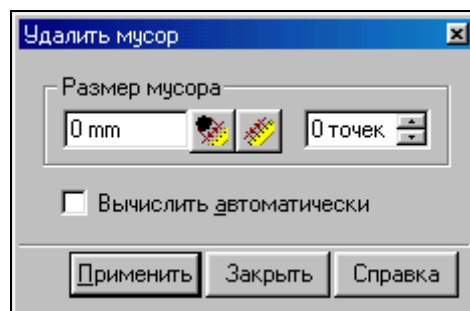 Удалить мусор
Размер мусора
0 mm 0 точек
Вычислить автоматически
Применить Закрыть Справка